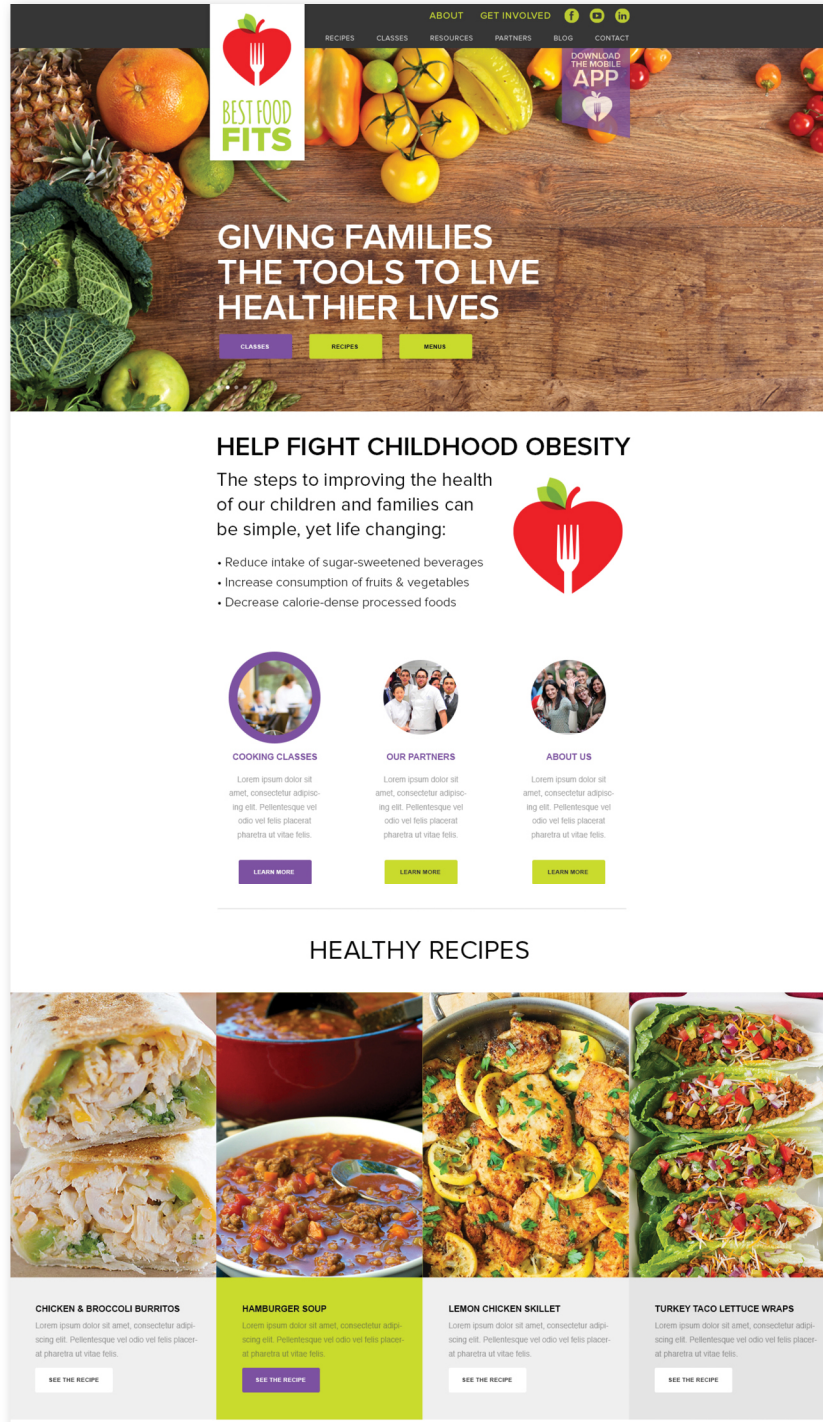 ABOUT GET INVOLVED f in
RECIPES CLASSES RESOURCES PARTNERS BLOG CONTACT
BEST FOOD
FITS
DOWNLOAD
THE MOBILE
APP
GIVING FAMILIES
THE TOOLS TO LIVE
HEALTHIER LIVES
CLASSES RECIPES MENUS
HELP FIGHT CHILDHOOD OBESITY
The steps to improving the health
of our children and families can
be simple, yet life changing:
• Reduce intake of sugar-sweetened beverages
• Increase consumption of fruits & vegetables
• Decrease calorie-dense processed foods
COOKING CLASSES
Lorem ipsum dolor sit
amet, consectetur adipisc-
ing elit. Pellentesque vel
odio vel felis placerat
pharetra ut vitae felis.
LEARN MORE
OUR PARTNERS
Lorem ipsum dolor sit
amet, consectetur adipisc-
ing elit. Pellentesque vel
odio vel felis placerat
pharetra ut vitae felis.
LEARN MORE
ABOUT US
Lorem ipsum dolor sit
amet, consectetur adipisc-
ing elit. Pellentesque vel
odio vel felis placerat
pharetra ut vitae felis.
LEARN MORE
HEALTHY RECIPES
CHICKEN & BROCCOLI BURRITOS
Lorem ipsum dolor sit amet, consectetur adipi-
scing elit. Pellentesque vel odio vel felis placer-
at pharetra ut vitae felis.
SEE THE RECIPE
HAMBURGER SOUP
Lorem ipsum dolor sit amet, consectetur adipi-
scing elit. Pellentesque vel odio vel felis placer-
at pharetra ut vitae felis.
SEE THE RECIPE
LEMON CHICKEN SKILLET
Lorem ipsum dolor sit amet, consectetur adipi-
scing elit. Pellentesque vel odio vel felis placer-
at pharetra ut vitae felis.
SEE THE RECIPE
TURKEY TACO LETTUCE WRAPS
Lorem ipsum dolor sit amet, consectetur adipi-
scing elit. Pellentesque vel odio vel felis placer-
at pharetra ut vitae felis.
SEE THE RECIPE